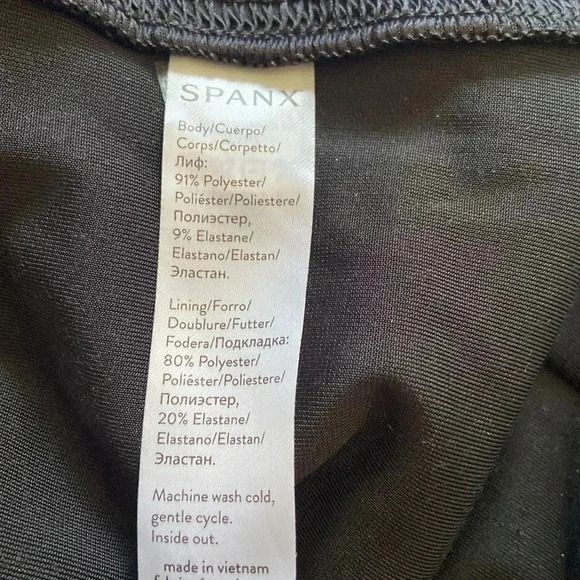 SPANX
Body/Cuerpo/
Corps/Corpetto/
Лиф:
91% Polyester/
Poliéster/Poliestere/
Полиэстер,
9% Elastane/
Elastano/Elastan/
Эластан.
Lining/Forro/
Doublure/Futter/
Fodera/Подкладка:
80% Polyester/
Poliéster/Poliestere/
Полиэстер,
20% Elastane/
Elastano/Elastan/
Эластан.
Machine wash cold,
gentle cycle.
Inside out.
made in vietnam